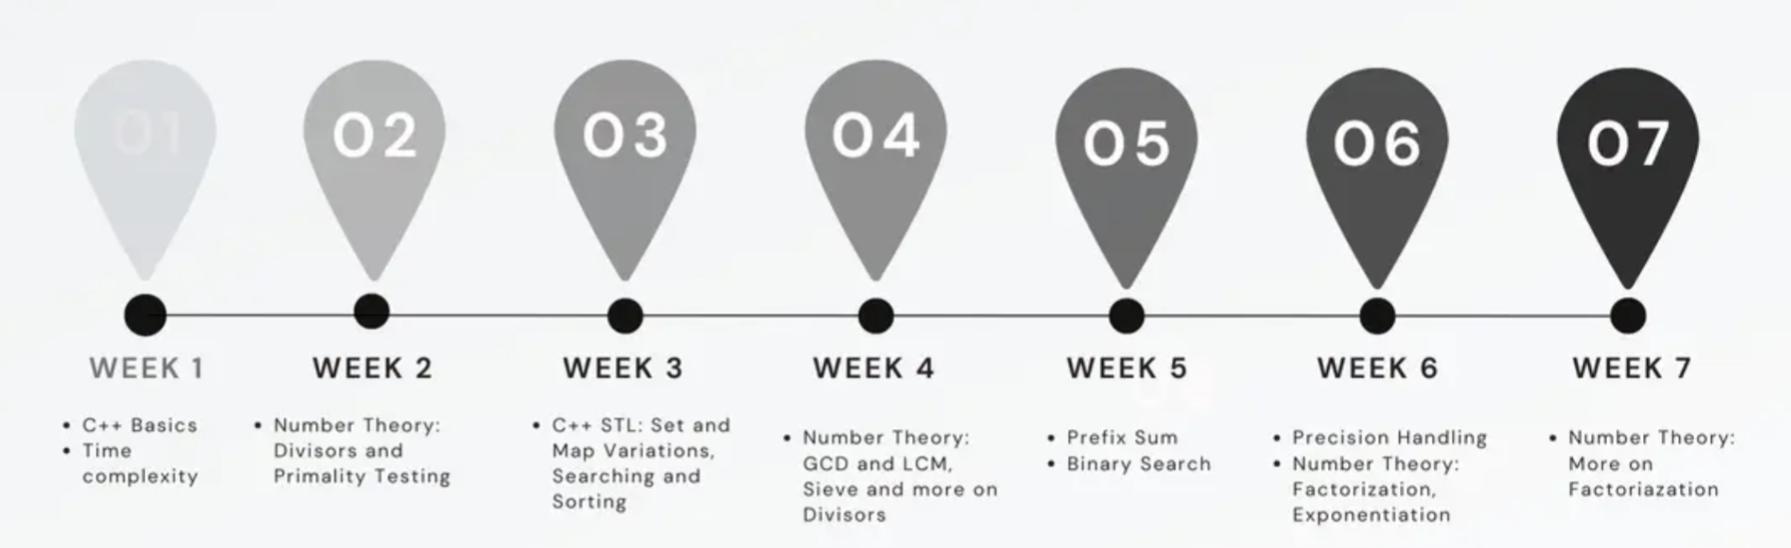 01
02
03
04
05
06
07
WEEK 1
WEEK 2
WEEK 3
WEEK 4
WEEK 5
WEEK 6
WEEK 7
• C++ Basics
• Time
complexity
• Number Theory:
Divisors and
Primality Testing
• C++ STL: Set and
Map Variations,
Searching and
Sorting
• Number Theory:
GCD and LCM,
Sieve and more on
Divisors
• Prefix Sum
• Binary Search
• Precision Handling
• Number Theory:
Factorization,
Exponentiation
• Number Theory:
More on
Factoriazation